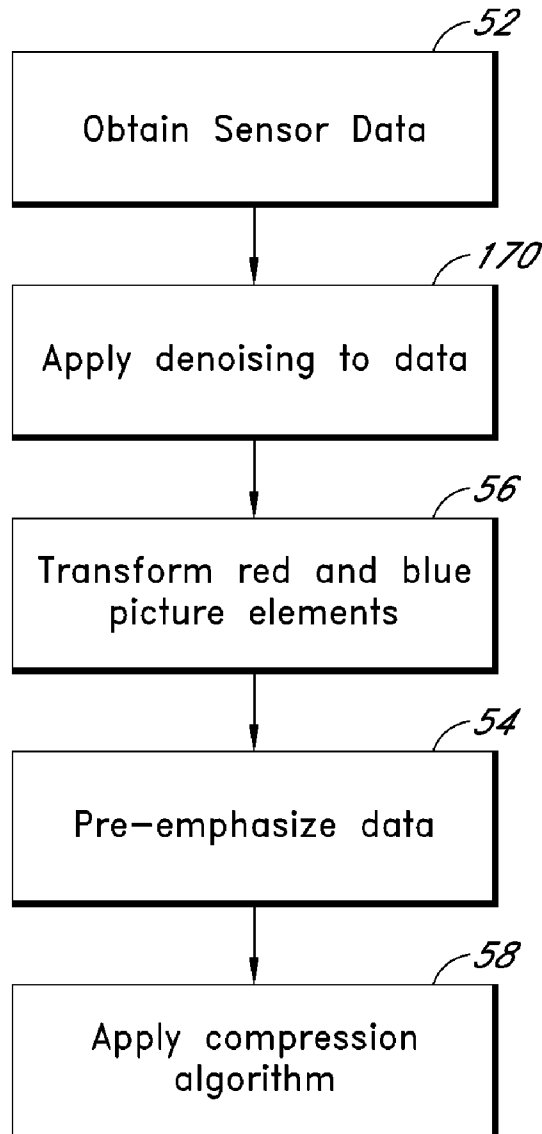 52
Obtain Sensor Data
170
Apply denoising to data
56
Transform red and blue
picture elements
54
Pre-emphasize data
58
Apply compression
algorithm